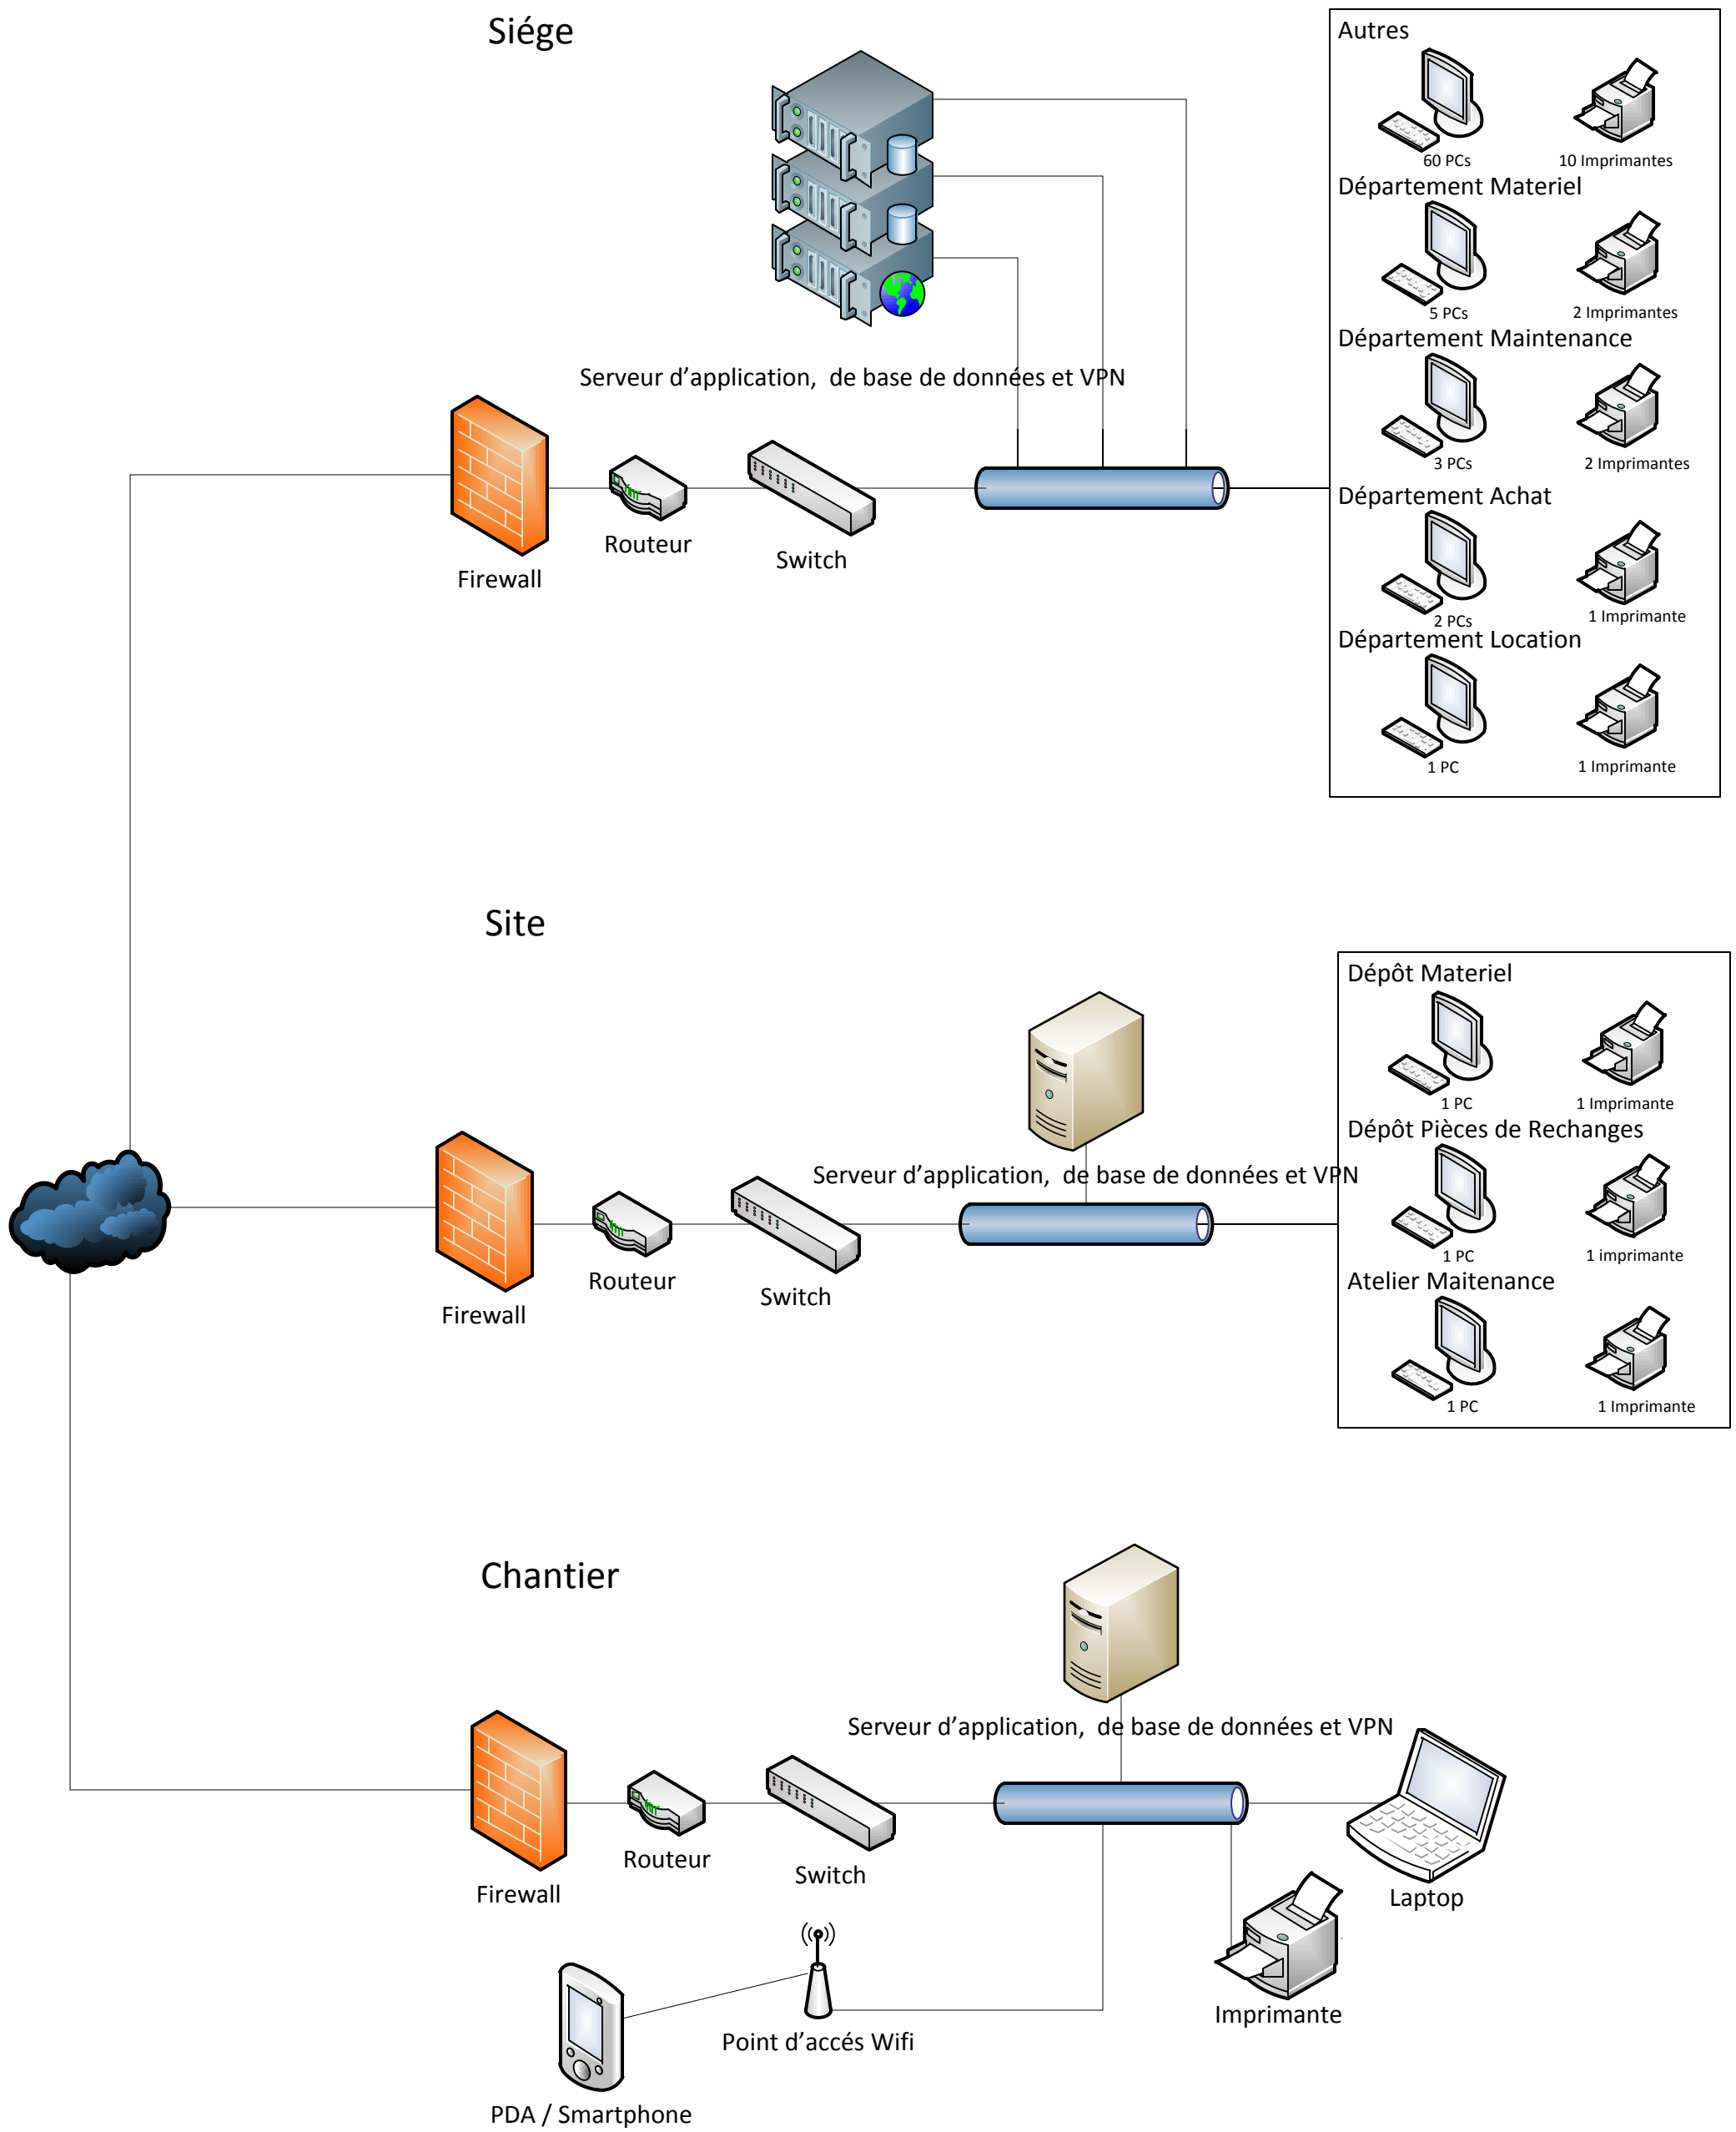 Siége
Autres
60 PCs
10 Imprimantes
Département Materiel
5 PCs
2 Imprimantes
Département Maintenance
3 PCs
2 Imprimantes
Département Achat
2 PCs
1 Imprimante
Département Location
1 PC
1 Imprimante
Serveur d’application, de base de données et VPN
Firewall
Routeur
Switch
Site
Dépôt Materiel
1 PC
1 Imprimante
Dépôt Pièces de Rechanges
1 PC
1 imprimante
Atelier Maitenance
1 PC
1 Imprimante
Serveur d’application, de base de données et VPN
Firewall
Routeur
Switch
Chantier
Serveur d’application, de base de données et VPN
Firewall
Routeur
Switch
Laptop
Imprimante
Point d’accés Wifi
PDA / Smartphone